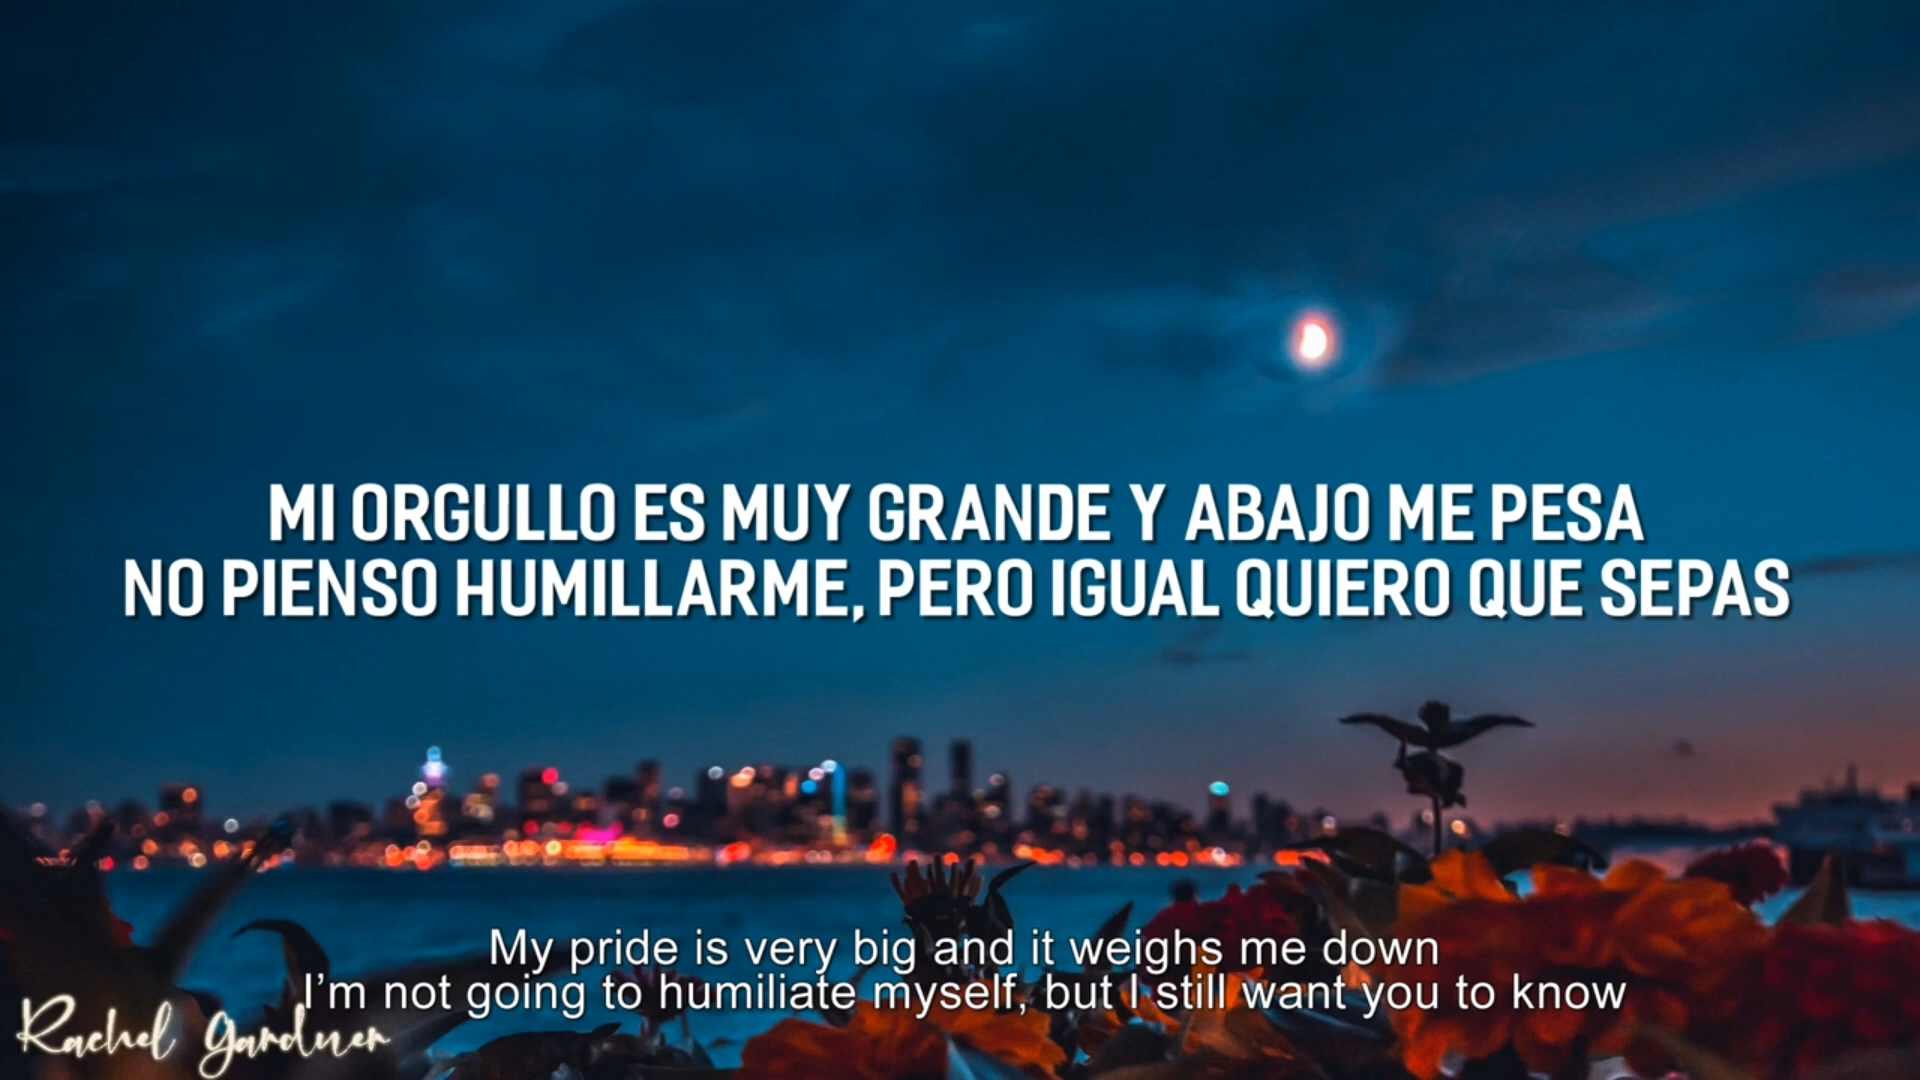 MI ORGULLO ES MUY GRANDE Y ABAJO ME PESA
NO PIENSO HUMILLARME, PERO IGUAL QUIERO QUE SEPAS
My pride is very big and it weighs me down
I'm not going to humiliate myself, but I still want you to know
Rachel Gardner